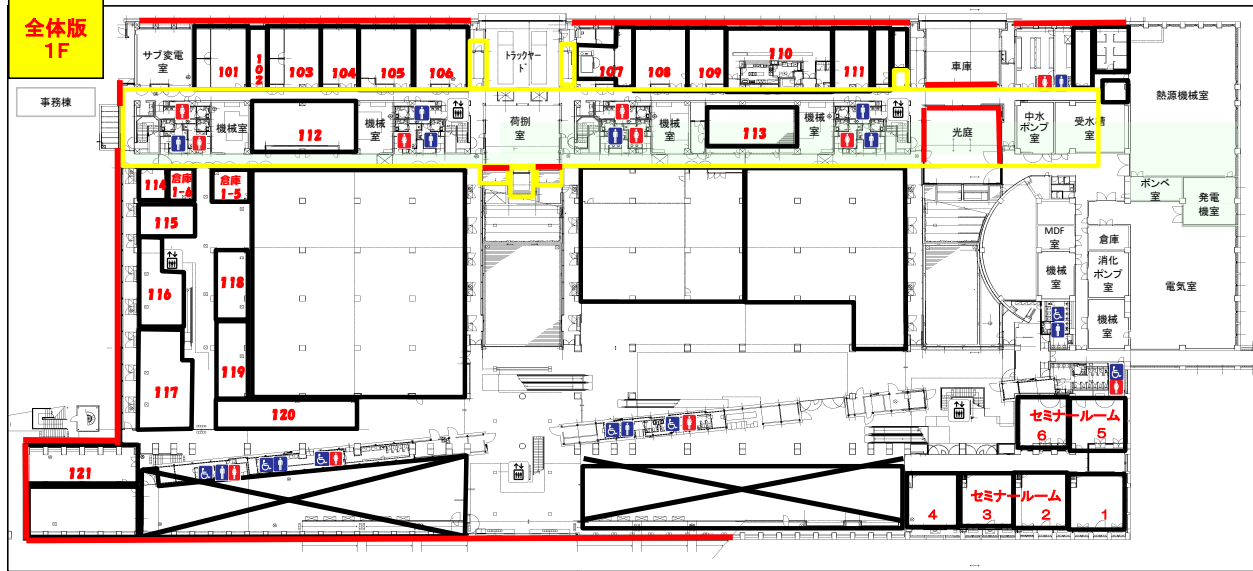 全体版
1F
事務棟
サブ変電
室
101
102
103
104
105
106
トラックヤー
ド
107
108
109
110
111
車庫
熱源機械室
機械室
112
機械
室
荷捌
室
機械
室
113
機械
室
光庭
中水
ポンプ
室
受水槽
室
114
倉庫
1-6
倉庫
1-5
115
116
117
118
119
120
121
ボンベ
室
発電
機室
MDF
室
倉庫
機械
室
消化
ポンプ
室
機械
室
電気室
セミナールーム
6
5
セミナールーム
4
3
2
1